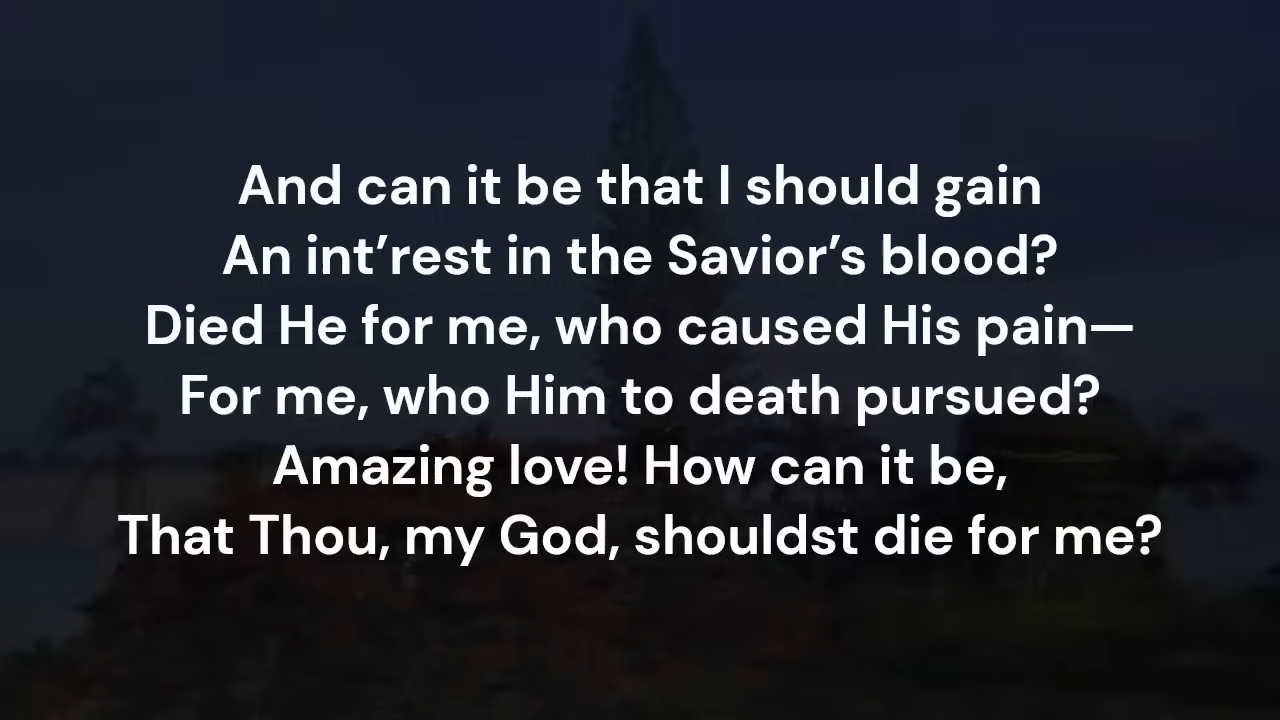 And can it be that I should gain
An int’rest in the Savior’s blood?
Died He for me, who caused His pain—
For me, who Him to death pursued?
Amazing love! How can it be,
That Thou, my God, shouldst die for me?